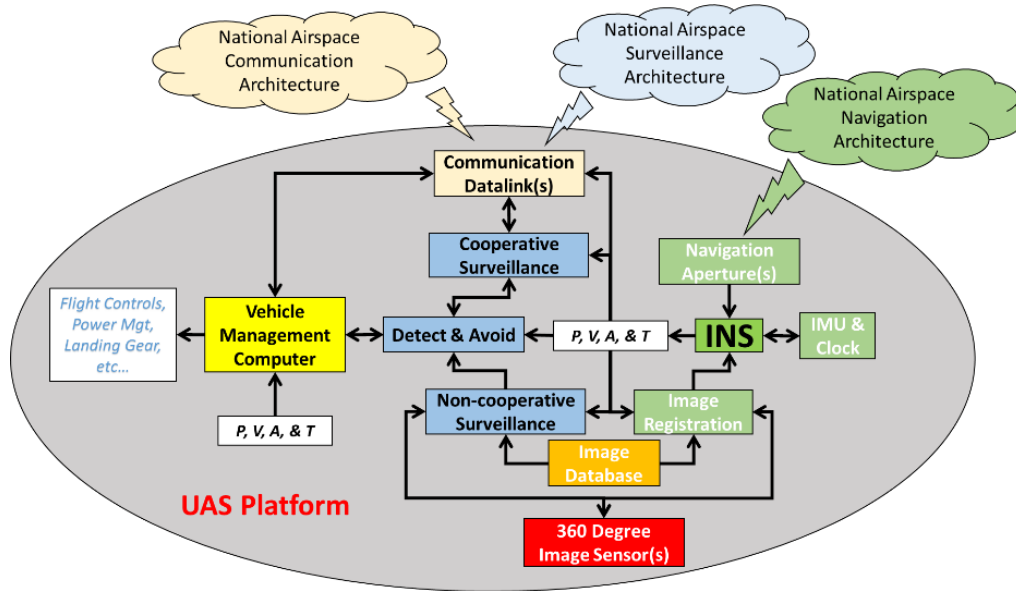 National Airspace
Communication
Architecture
National Airspace
Surveillance
Architecture
National Airspace
Navigation
Architecture
Communication
Datalink(s)
Cooperative
Surveillance
Navigation
Aperture(s)
Flight Controls,
Power Mgt,
Landing Gear,
etc...
Vehicle
Management
Computer
Detect & Avoid
P, V, A, & T
INS
IMU &
Clock
P, V, A, & T
Non-cooperative
Surveillance
Image
Registration
Image
Database
UAS Platform
360 Degree
Image Sensor(s)